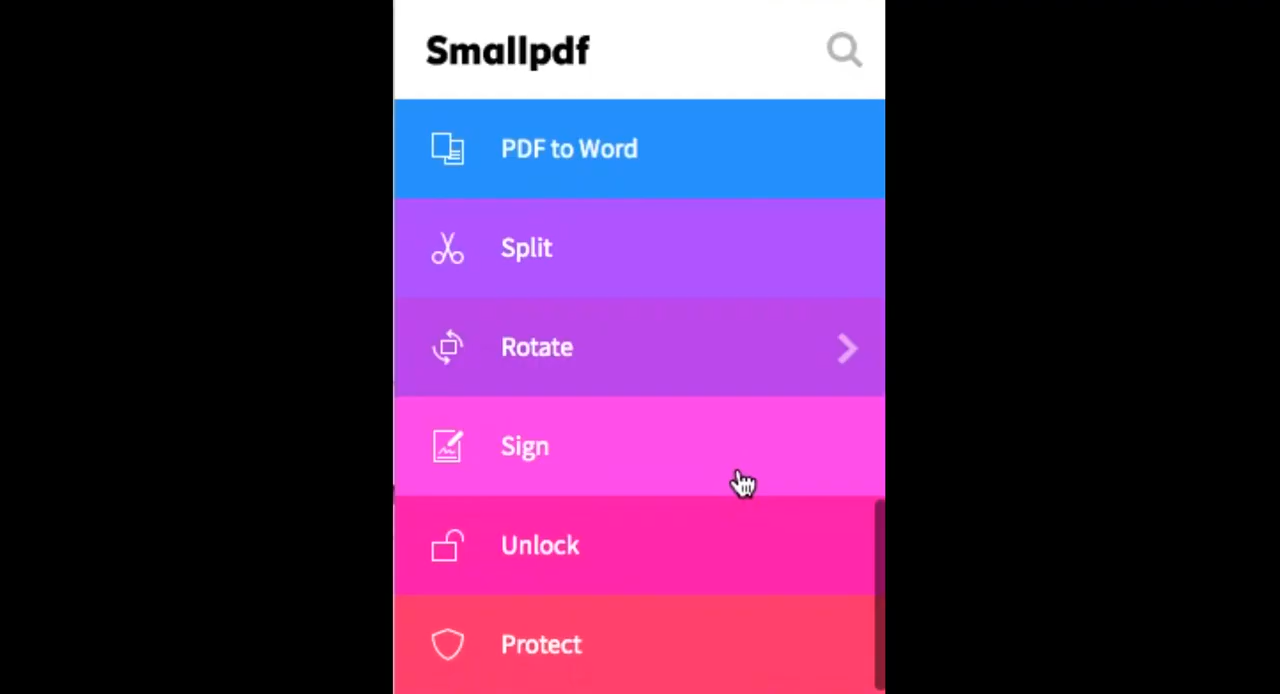 Smallpdf
PDF to Word
Split
Rotate
Sign
Unlock
Protect